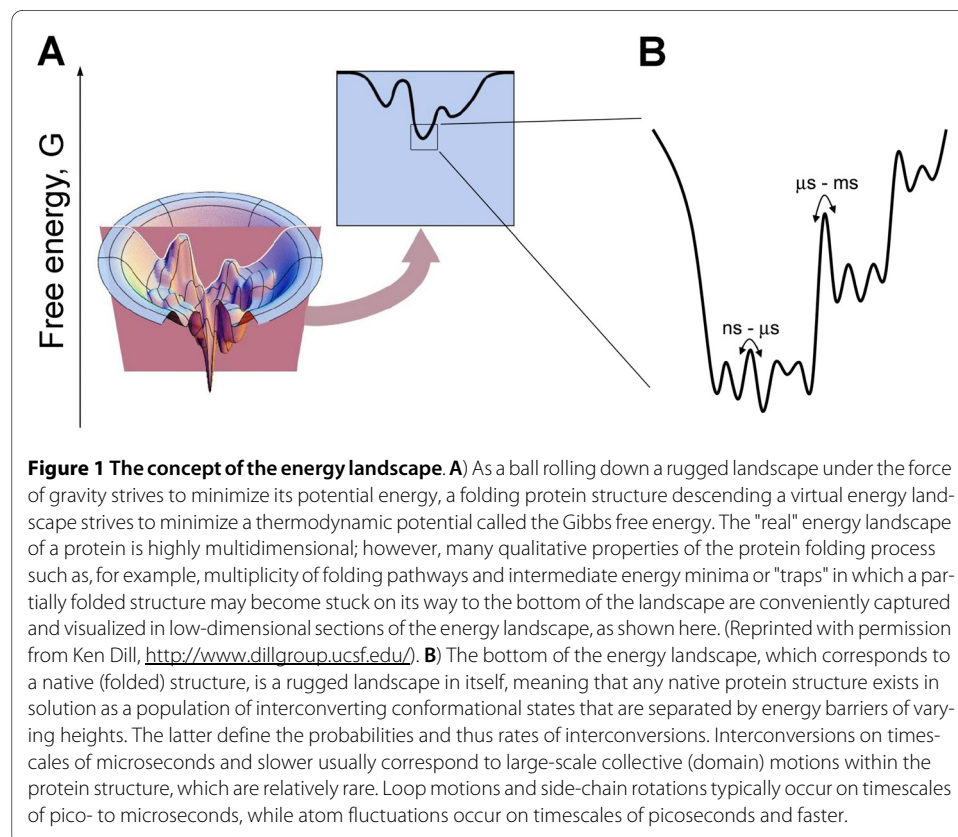 A
B
Free energy, G
μs - ms
ns - μs
Figure 1 The concept of the energy landscape. A) As a ball rolling down a rugged landscape under the force
of gravity strives to minimize its potential energy, a folding protein structure descending a virtual energy land-
scape strives to minimize a thermodynamic potential called the Gibbs free energy. The "real" energy landscape
of a protein is highly multidimensional; however, many qualitative properties of the protein folding process
such as, for example, multiplicity of folding pathways and intermediate energy minima or "traps" in which a par-
tially folded structure may become stuck on its way to the bottom of the landscape are conveniently captured
and visualized in low-dimensional sections of the energy landscape, as shown here. (Reprinted with permission
from Ken Dill, http://www.dillgroup.ucsf.edu/). B) The bottom of the energy landscape, which corresponds to
a native (folded) structure, is a rugged landscape in itself, meaning that any native protein structure exists in
solution as a population of interconverting conformational states that are separated by energy barriers of vary-
ing heights. The latter define the probabilities and thus rates of interconversions. Interconversions on times-
cales of microseconds and slower usually correspond to large-scale collective (domain) motions within the
protein structure, which are relatively rare. Loop motions and side-chain rotations typically occur on timescales
of pico- to microseconds, while atom fluctuations occur on timescales of picoseconds and faster.